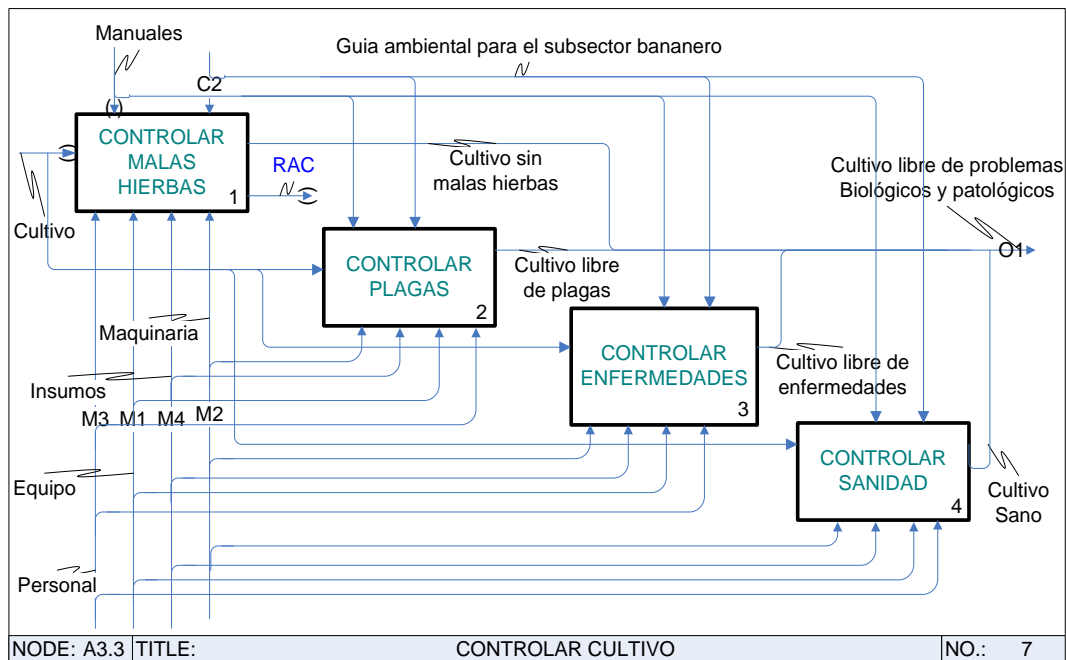 Manuales
Guia ambiental para el subsector bananero
C2
CONTROLAR
MALAS
HIERBAS
1
RAC
Cultivo sin
malas hierbas
Cultivo libre de problemas
Biológicos y patológicos
Cultivo
O1
CONTROLAR
PLAGAS
2
Cultivo libre
de plagas
Maquinaria
CONTROLAR
ENFERMEDADES
3
Cultivo libre de
enfermedades
Insumos
M3 M1 M4 M2
CONTROLAR
SANIDAD
4
Equipo
Cultivo
Sano
Personal
NODE: A3.3 TITLE: CONTROLAR CULTIVO NO.: 7